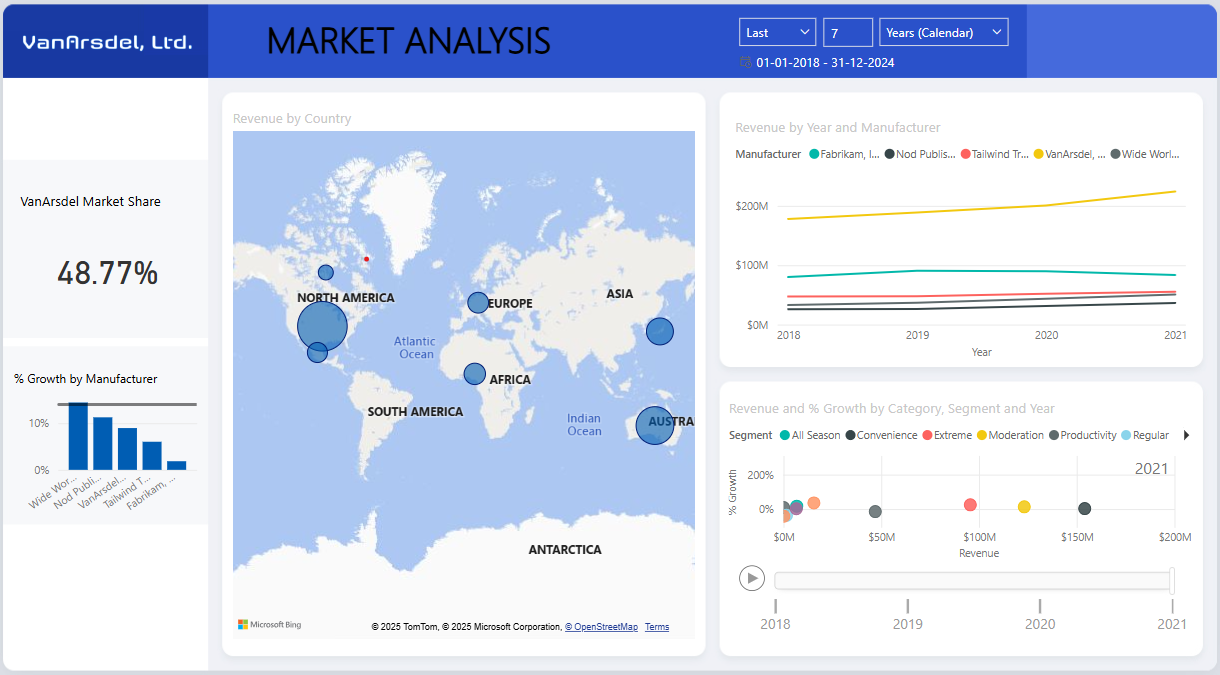 VanArsdel, Ltd.
MARKET ANALYSIS
Last
7
Years (Calendar)
01-01-2018 - 31-12-2024
VanArsdel Market Share
48.77%
% Growth by Manufacturer
10%
0%
Wide Wor...
Nod Publi...
VanArsdel...
Tailwind T...
Fabrikam, ...
Revenue by Country
NORTH AMERICA
EUROPE
ASIA
Atlantic
Ocean
AFRICA
SOUTH AMERICA
Indian
Ocean
AUSTRA
ANTARCTICA
Microsoft Bing
© 2025 TomTom, © 2025 Microsoft Corporation, © OpenStreetMap Terms
Revenue by Year and Manufacturer
Manufacturer Fabrikam, l... Nod Publis... Tailwind Tr... VanArsdel, ... Wide Worl...
$200M
$100M
$0M
2018 2019 2020 2021
Year
Revenue and % Growth by Category, Segment and Year
Segment All Season Convenience Extreme Moderation Productivity Regular
2021
% Growth
200%
0%
$0M $50M $100M $150M $200M
Revenue
2018 2019 2020 2021